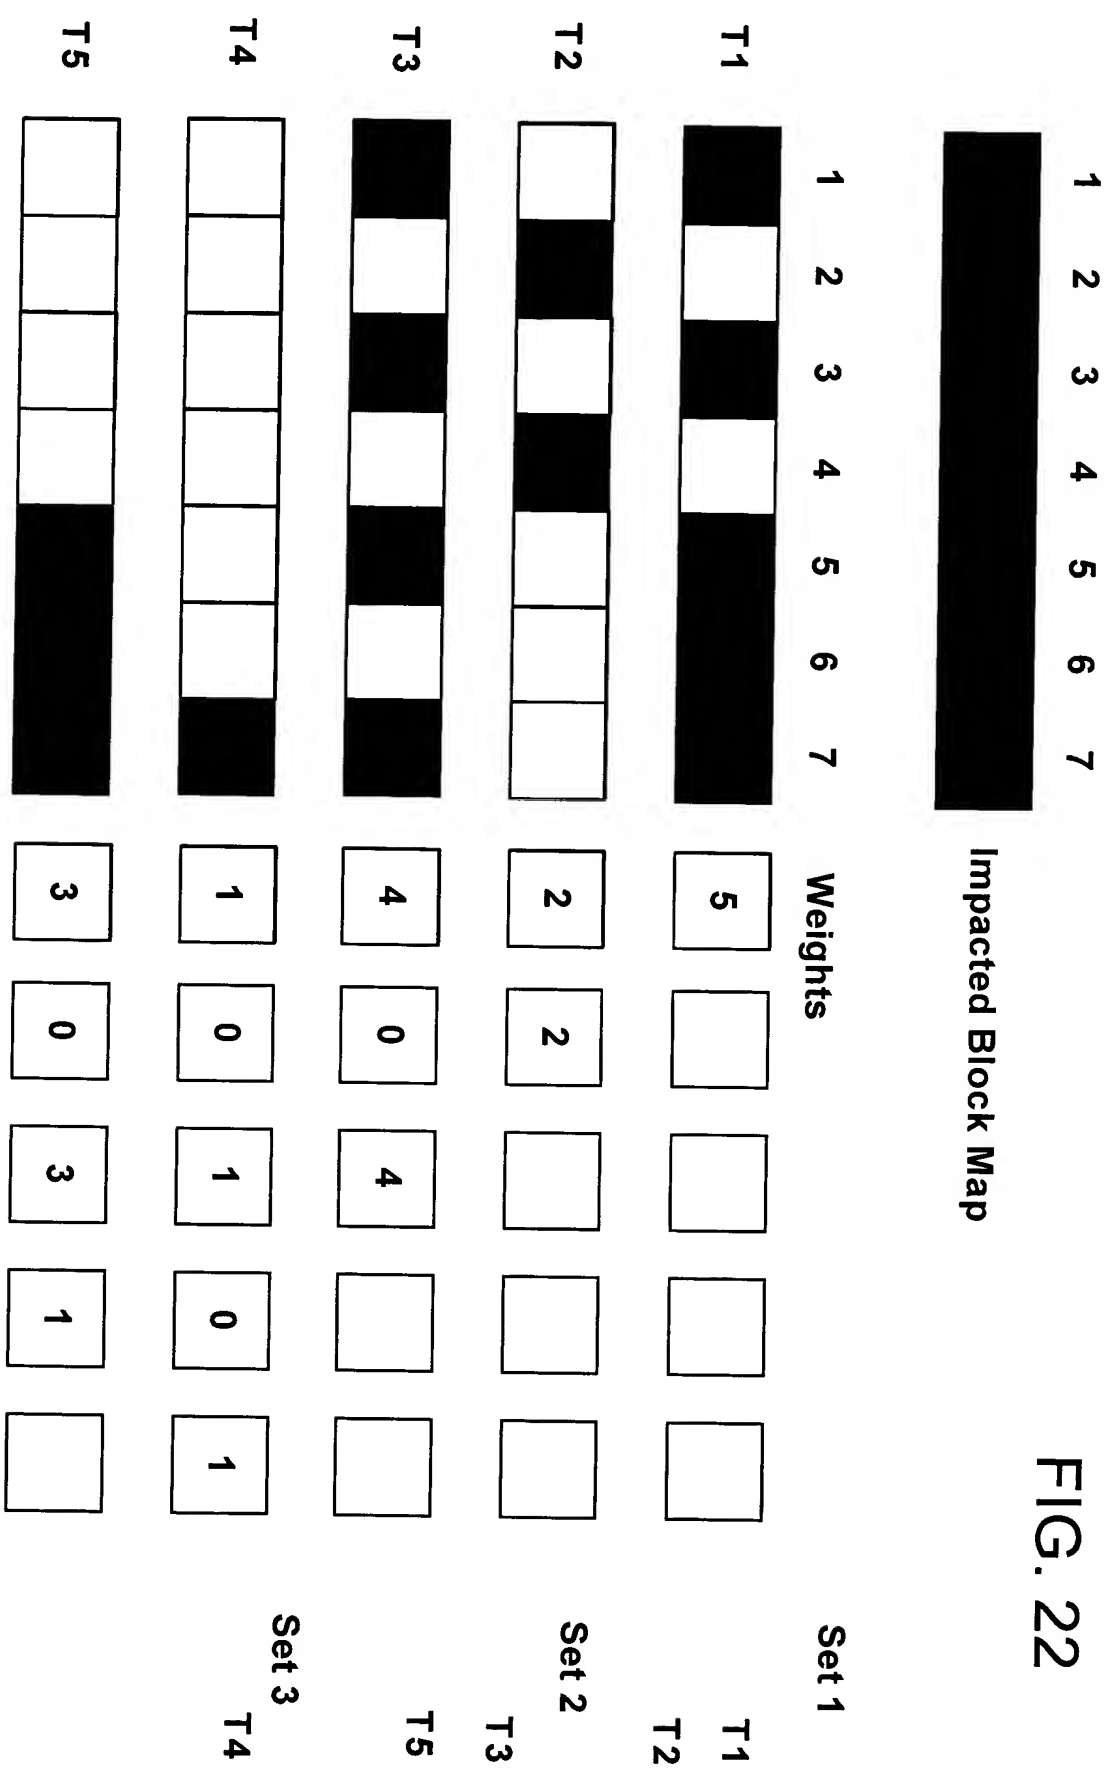 FIG. 22
1 2 3 4 5 6 7
Impacted Block Map
1 2 3 4 5 6 7
Weights
Set 1
T1 5
T1
T2
T2 2 2
Set 2
T3
T3 4 0 4
T5
Set 3
T4 1 0 1 0 1
T4
T5 3 0 3 1